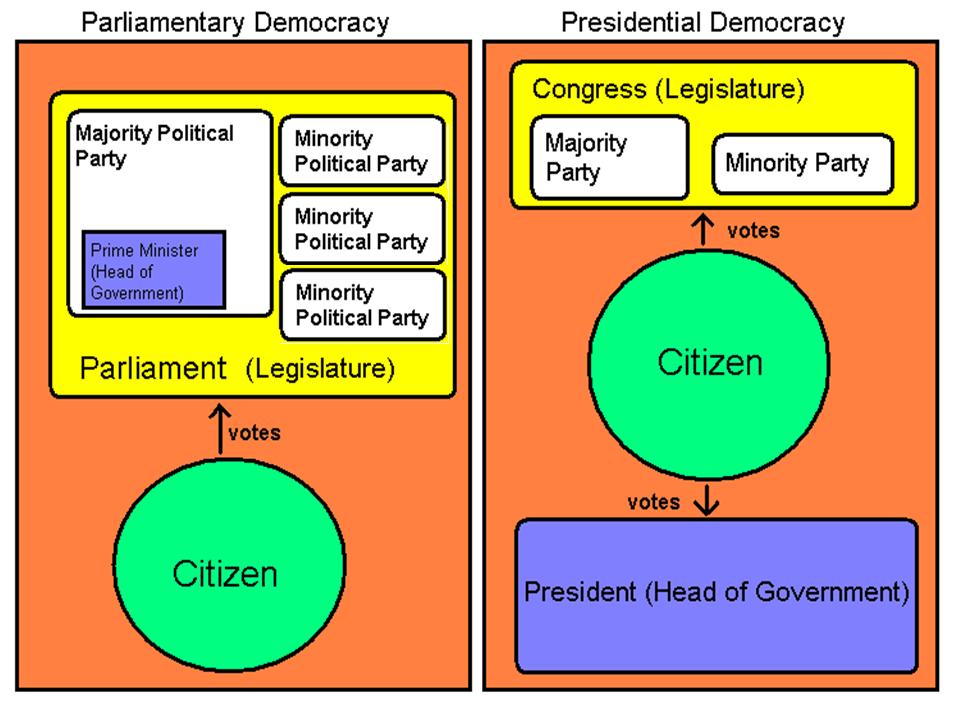 Parliamentary Democracy
Majority Political
Party
Minority
Political Party
Minority
Political Party
Minority
Political Party
Prime Minister
(Head of
Government)
Parliament (Legislature)
votes
Citizen
Presidential Democracy
Congress (Legislature)
Majority
Party
Minority Party
votes
Citizen
votes
President (Head of Government)